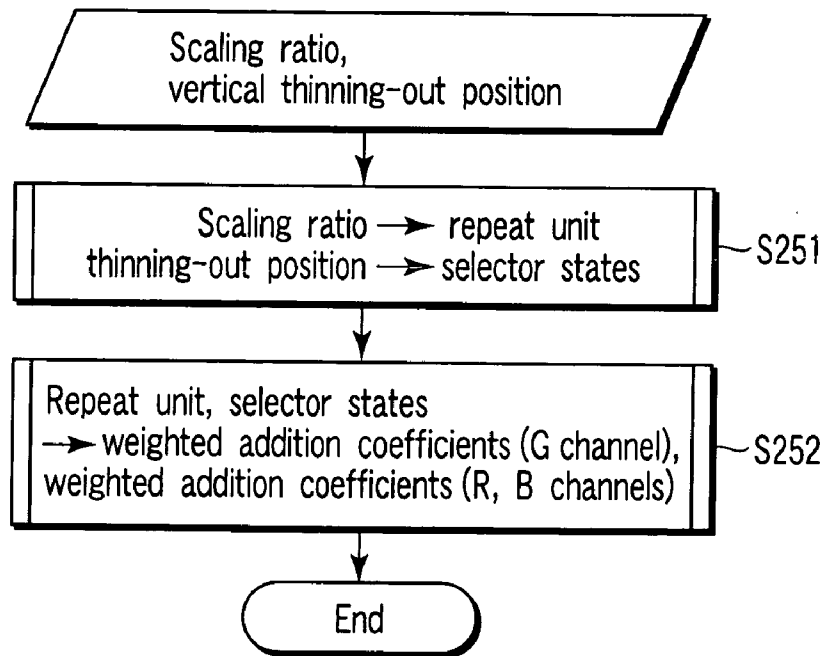 Scaling ratio,
vertical thinning-out position
Scaling ratio → repeat unit
thinning-out position → selector states
S251
Repeat unit, selector states
→ weighted addition coefficients (G channel),
weighted addition coefficients (R, B channels)
S252
End